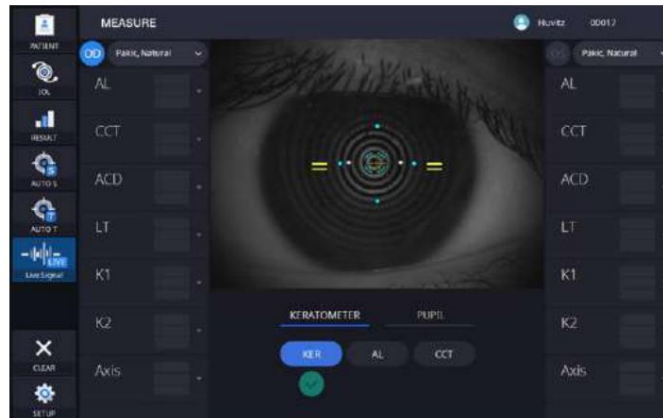 MEASURE
Huvitz 00017
PATIENT
IOL
RESULT
AUTO S
AUTO T
LIVE
Live Signal
CLEAR
SETUP
OD Pakic, Natural
AL
CCT
ACD
LT
K1
K2
Axis
KERATOMETER PUPIL
KER AL CCT
OS Pakic, Natural
AL
CCT
ACD
LT
K1
K2
Axis